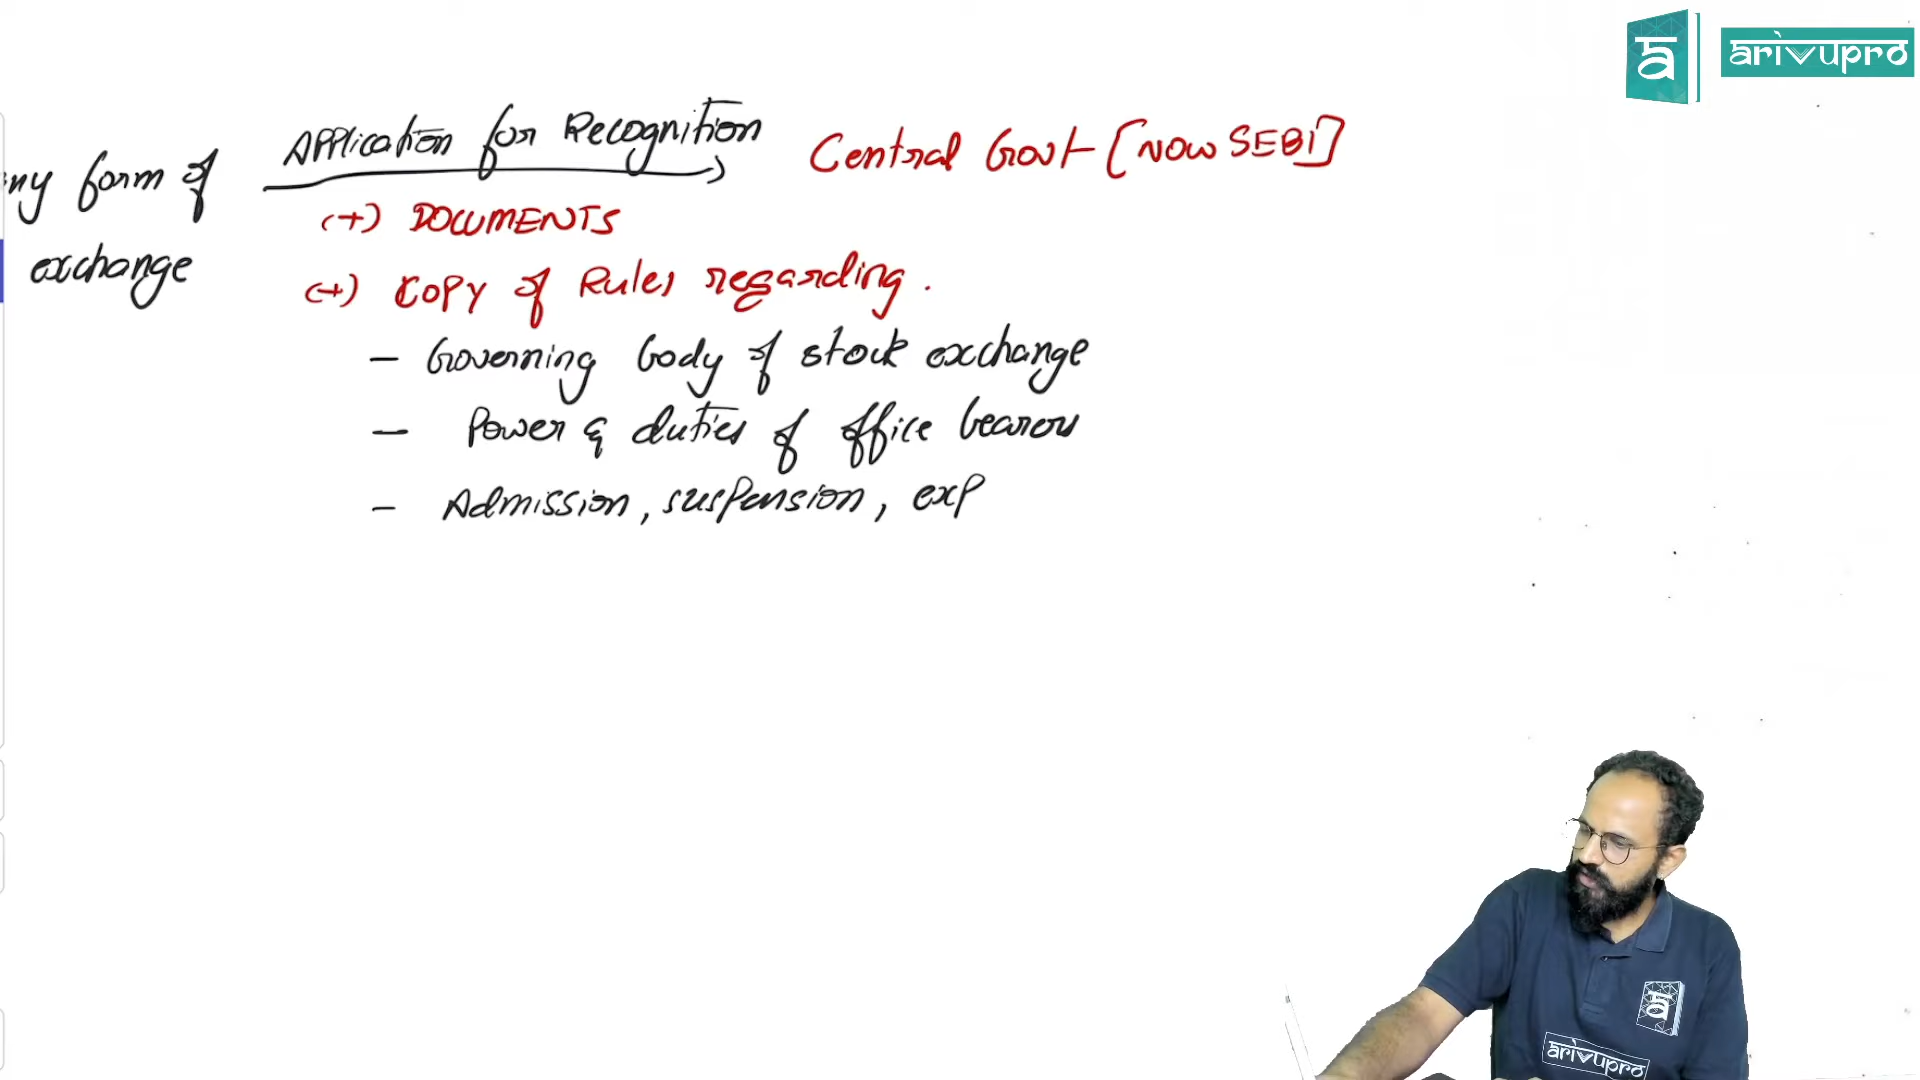 arivupro
Application for Recognition
Central Govt [NOW SEBI]
ny form of
exchange
(+) DOCUMENTS
(+) copy of Rules regarding.
- Governing body of stock exchange
- Power & duties of office bearers
- Admission, suspension, exp
arivupro